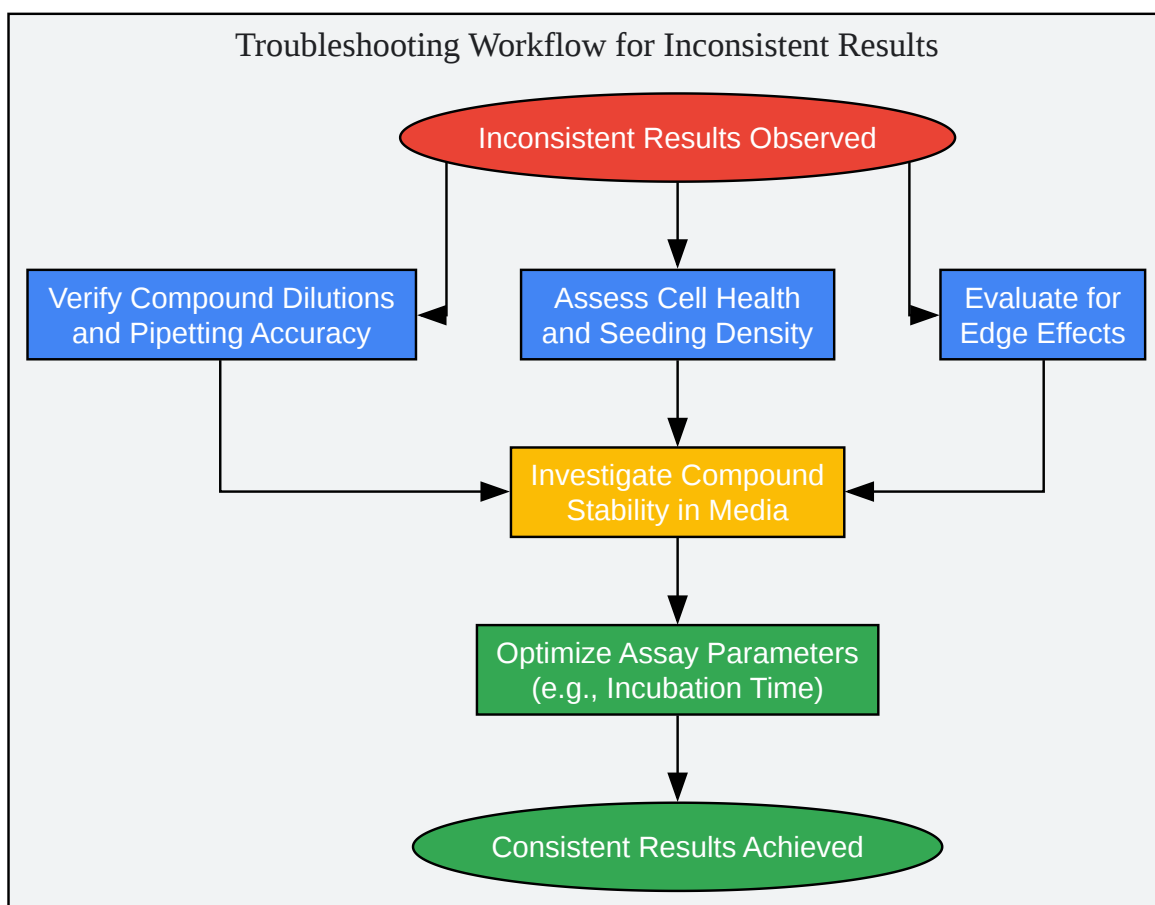 Troubleshooting Workflow for Inconsistent Results
Inconsistent Results Observed
Verify Compound Dilutions
and Pipetting Accuracy
Assess Cell Health
and Seeding Density
Evaluate for
Edge Effects
Investigate Compound
Stability in Media
Optimize Assay Parameters
(e.g., Incubation Time)
Consistent Results Achieved